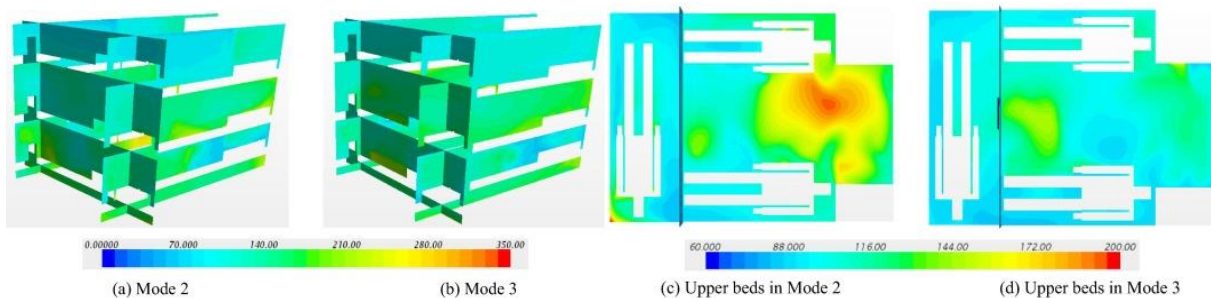 0.00000 70.000 140.00 210.00 280.00 350.00
60.000 88.000 116.00 144.00 172.00 200.00
(a) Mode 2 (b) Mode 3 (c) Upper beds in Mode 2 (d) Upper beds in Mode 3